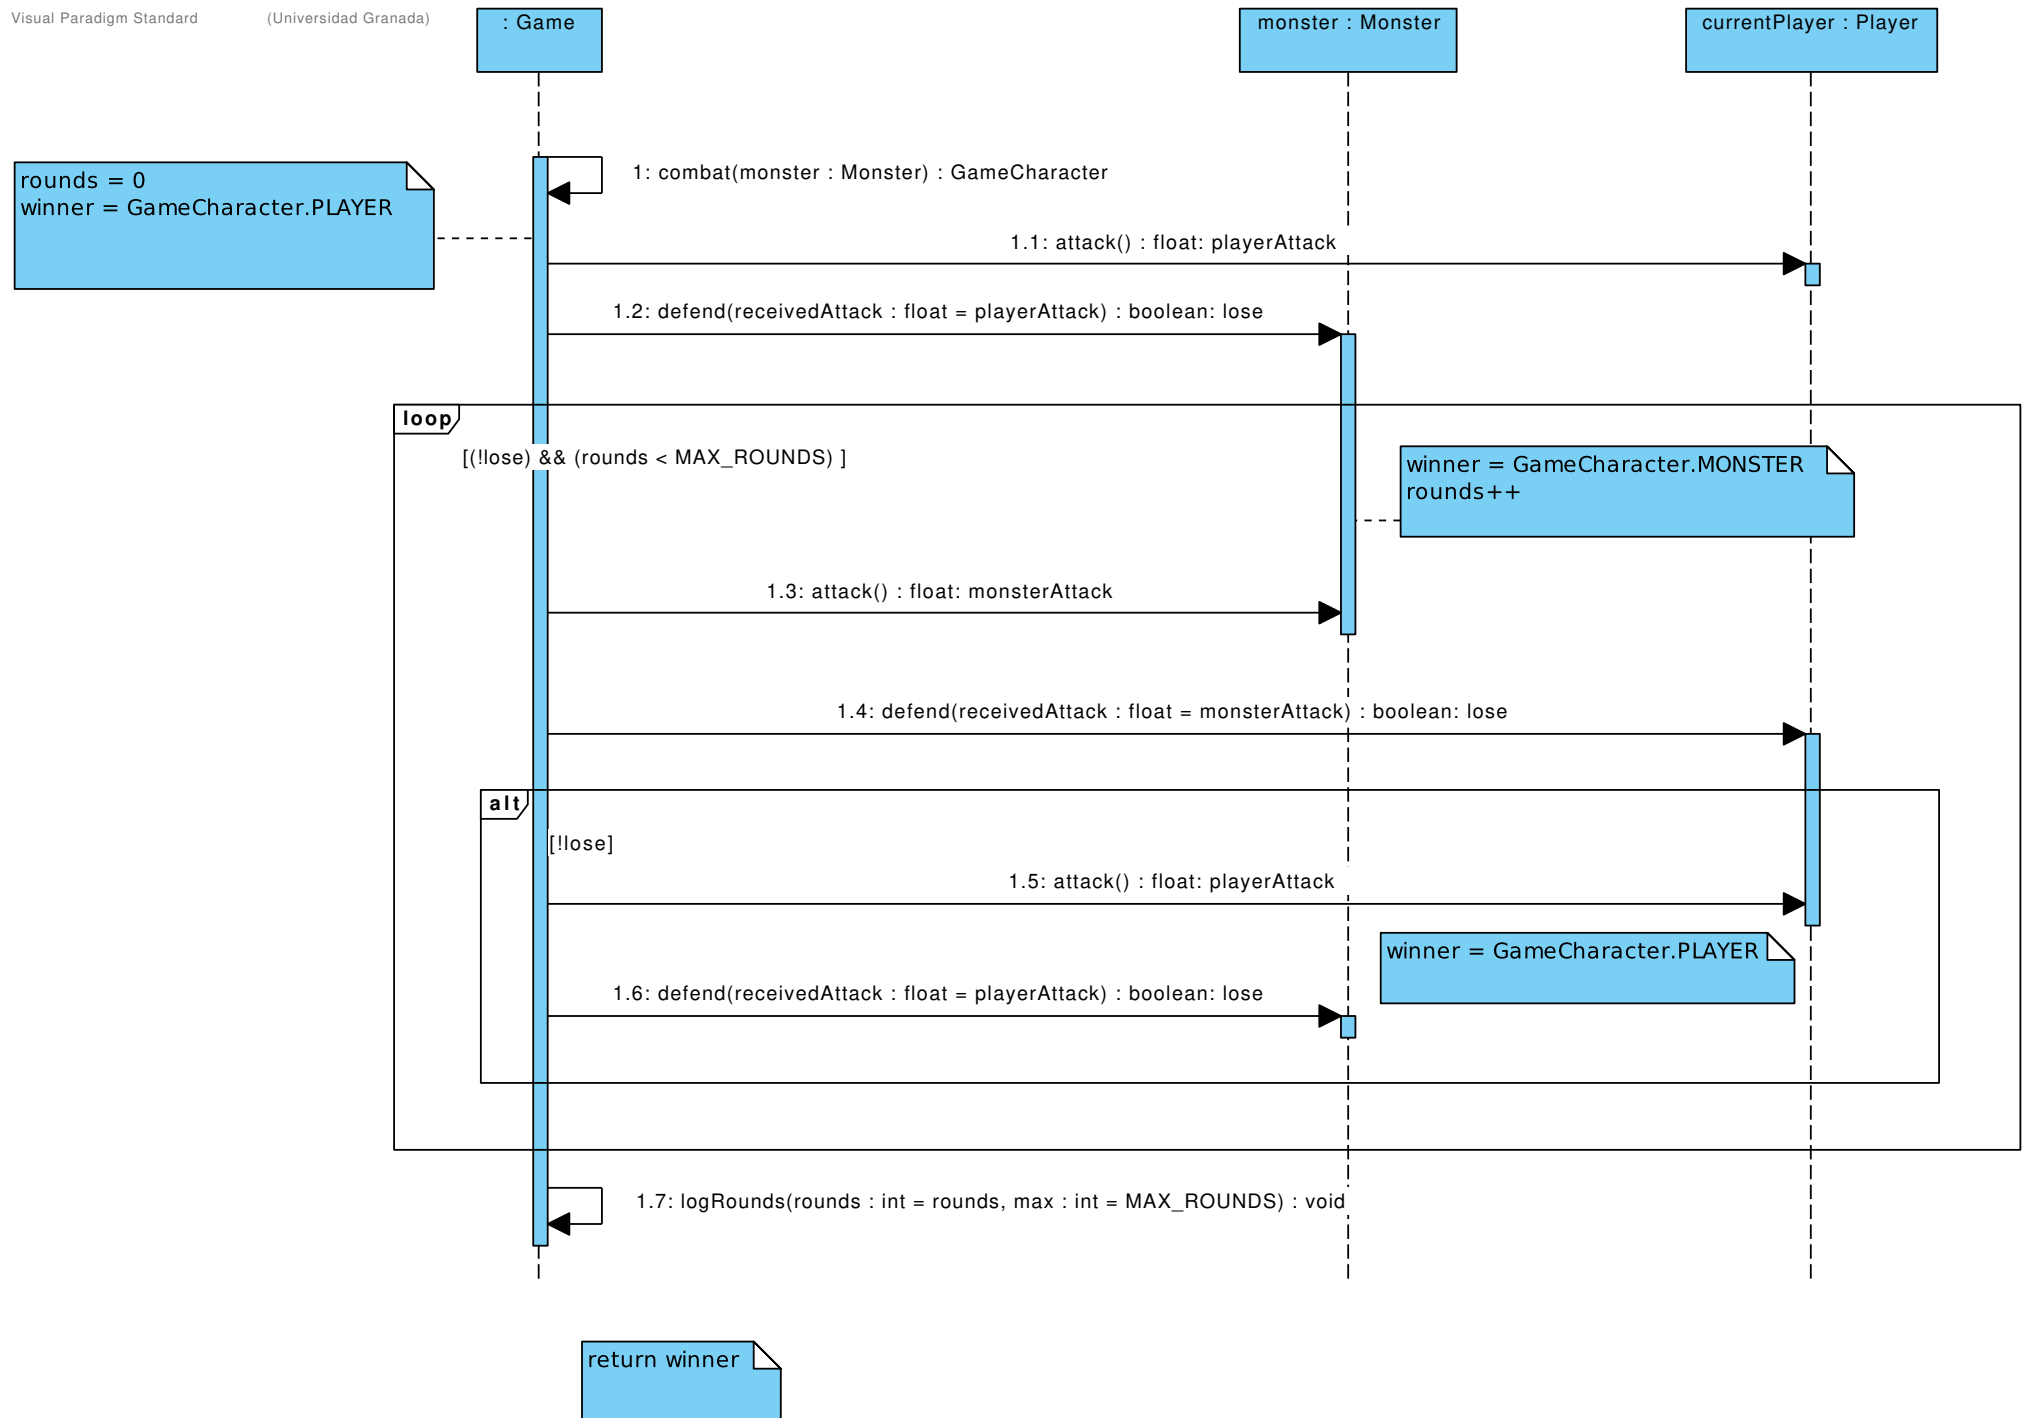 Visual Paradigm Standard (Universidad Granada)
: Game
monster : Monster
currentPlayer : Player
1: combat(monster : Monster) : GameCharacter
rounds = 0
winner = GameCharacter.PLAYER
1.1: attack() : float: playerAttack
1.2: defend(receivedAttack : float = playerAttack) : boolean: lose
loop
[(!lose) && (rounds < MAX_ROUNDS) ]
winner = GameCharacter.MONSTER
rounds++
1.3: attack() : float: monsterAttack
1.4: defend(receivedAttack : float = monsterAttack) : boolean: lose
alt
[!lose]
1.5: attack() : float: playerAttack
winner = GameCharacter.PLAYER
1.6: defend(receivedAttack : float = playerAttack) : boolean: lose
1.7: logRounds(rounds : int = rounds, max : int = MAX_ROUNDS) : void
return winner